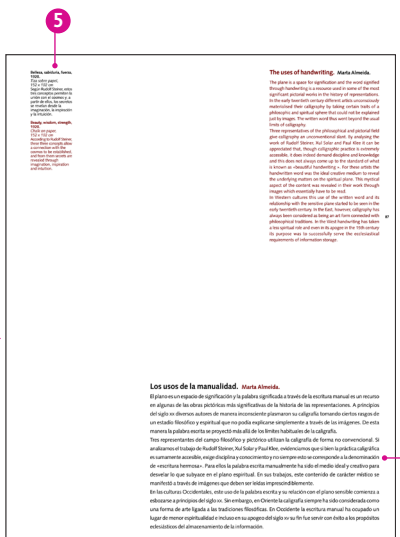 5
Belleza, sabiduría, fuerza,
1920.
Tiza sobre papel,
152 x 102 cm
Según Rudolf Steiner, estos
tres conceptos permiten la
unión con el cosmos y, a
partir de ellos, los secretos
se revelan desde la
imaginación, la inspiración
y la intuición.
Beauty, wisdom, strength,
1920.
Chalk on paper,
152 x 102 cm
According to Rudolf Steiner,
these three concepts allow
a connection with the
cosmos to be established,
and from them secrets are
revealed through
imagination, inspiration
and intuition.
The uses of handwriting. Marta Almeida.
The plane is a space for signification and the word signified
through handwriting is a resource used in some of the most
significant pictorial works in the history of representations.
In the early twentieth century different artists unconsciously
materialised their calligraphy by taking certain traits of a
philosophic and spiritual sphere that could not be explained
just by images. The written word thus went beyond the usual
limits of calligraphy.
Three representatives of the philosophical and pictorial field
give calligraphy an unconventional slant. By analysing the
work of Rudolf Steiner, Xul Solar and Paul Klee it can be
appreciated that, though calligraphic practice is extremely
accessible, it does indeed demand discipline and knowledge
and this does not always come up to the standard of what
is known as «beautiful handwriting ». For these artists the
handwritten word was the ideal creative medium to reveal
the underlying matters on the spiritual plane. This mystical
aspect of the content was revealed in their work through
images which essentially have to be read.
In Western cultures this use of the written word and its
relationship with the sensitive plane started to be seen in the
early twentieth century. In the East, however, calligraphy has
always been considered as being an art form connected with
philosophical traditions. In the West handwriting has taken
a less spiritual role and even in its apogee in the 15th century
its purpose was to successfully serve the ecclesiastical
requirements of information storage.
Los usos de la manualidad. Marta Almeida.
El plano es un espacio de significación y la palabra significada a través de la escritura manual es un recurso
en algunas de las obras pictóricas más significativas de la historia de las representaciones. A principios
del siglo xx diversos autores de manera inconsciente plasmaron su caligrafía tomando ciertos rasgos de
un estadio filosófico y espiritual que no podía explicarse simplemente a través de las imágenes. De esta
manera la palabra escrita se proyectó más allá de los límites habituales de la caligrafía.
Tres representantes del campo filosófico y pictórico utilizan la caligrafía de forma no convencional. Si
analizamos el trabajo de Rudolf Steiner, Xul Solar y Paul Klee, evidenciamos que si bien la práctica caligráfica
es sumamente accesible, exige disciplina y conocimiento y no siempre esto se corresponde a la denominación
de «escritura hermosa». Para ellos la palabra escrita manualmente ha sido el medio ideal y creativo para
desvelar lo que subyace en el plano espiritual. En sus trabajos, este contenido de carácter místico se
manifestó a través de imágenes que deben ser leídas imprescindiblemente.
En las culturas Occidentales, este uso de la palabra escrita y su relación con el plano sensible comienza a
esbozarse a principios del siglo xx. Sin embargo, en Oriente la caligrafía siempre ha sido considerada como
una forma de arte ligada a las tradiciones filosóficas. En Occidente la escritura manual ha ocupado un
lugar de menor espiritualidad e incluso en su apogeo del siglo xv su fin fue servir con éxito a los propósitos
eclesiásticos del almacenamiento de la información.